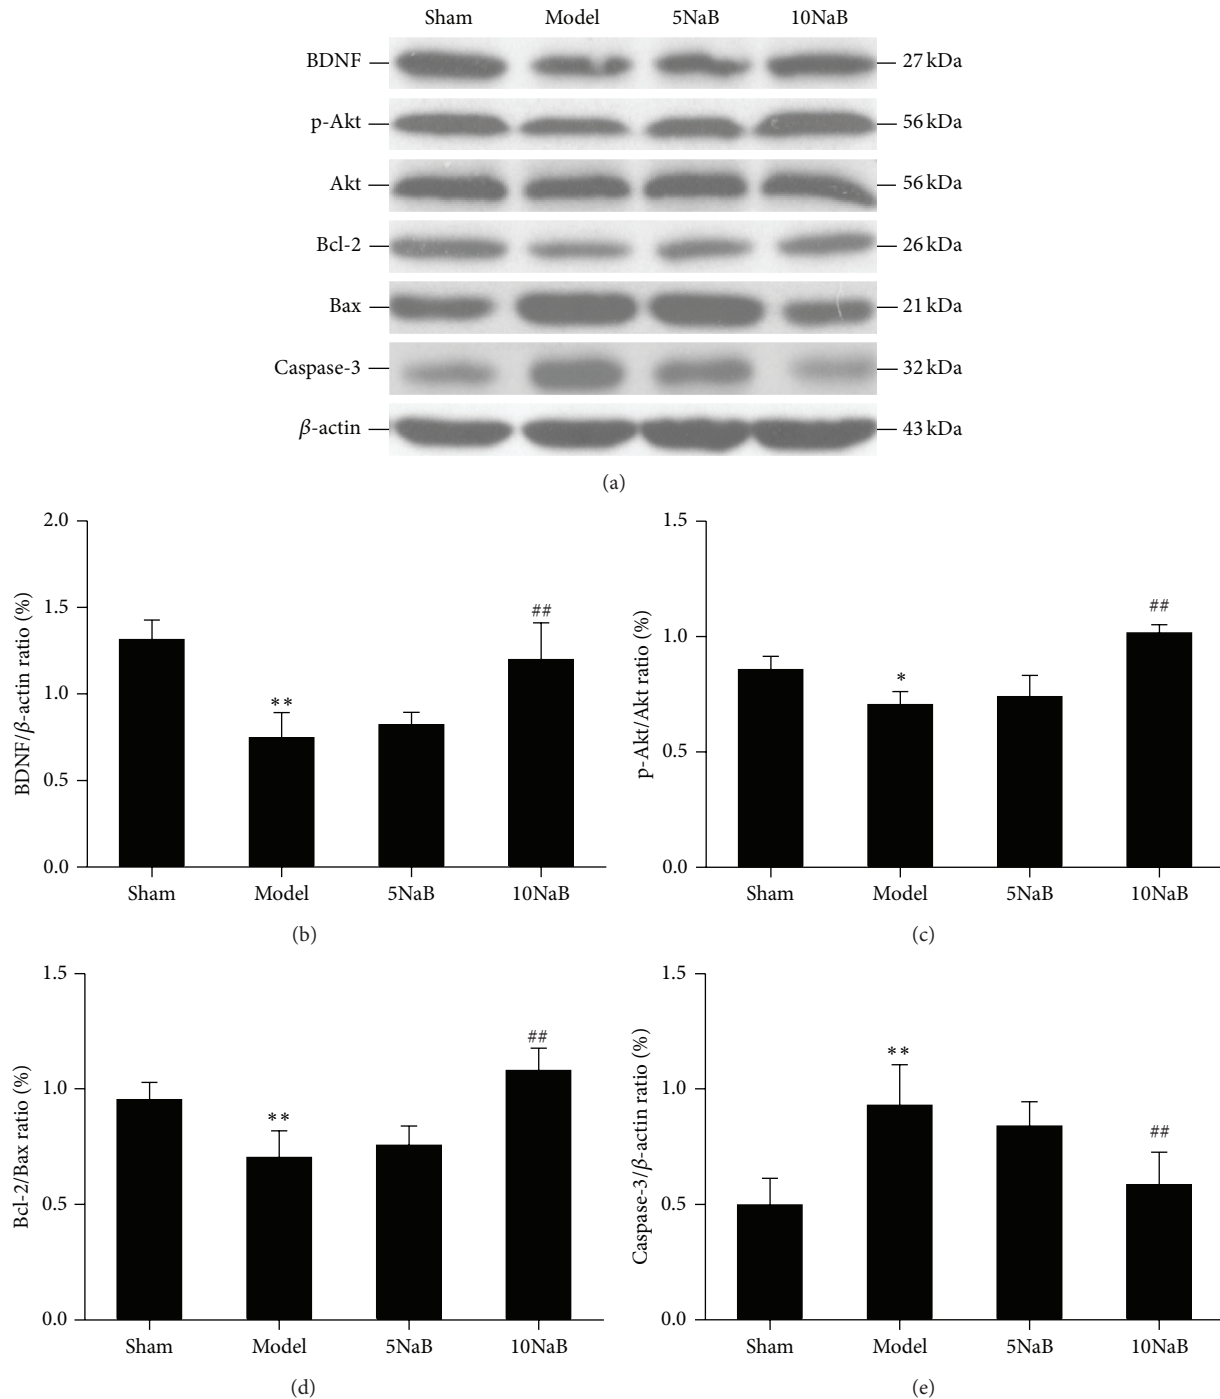 Sham Model 5NaB 10NaB
BDNF 27 kDa
p-Akt 56 kDa
Akt 56 kDa
Bcl-2 26 kDa
Bax 21 kDa
Caspase-3 32 kDa
β-actin 43 kDa
(a)
BDNF/β-actin ratio (%)
2.0
1.5
1.0
0.5
0.0
**
##
Sham Model 5NaB 10NaB
(b)
p-Akt/Akt ratio (%)
1.5
1.0
0.5
0.0
*
##
Sham Model 5NaB 10NaB
(c)
Bcl-2/Bax ratio (%)
1.5
1.0
0.5
0.0
**
##
Sham Model 5NaB 10NaB
(d)
Caspase-3/β-actin ratio (%)
1.5
1.0
0.5
0.0
**
##
Sham Model 5NaB 10NaB
(e)